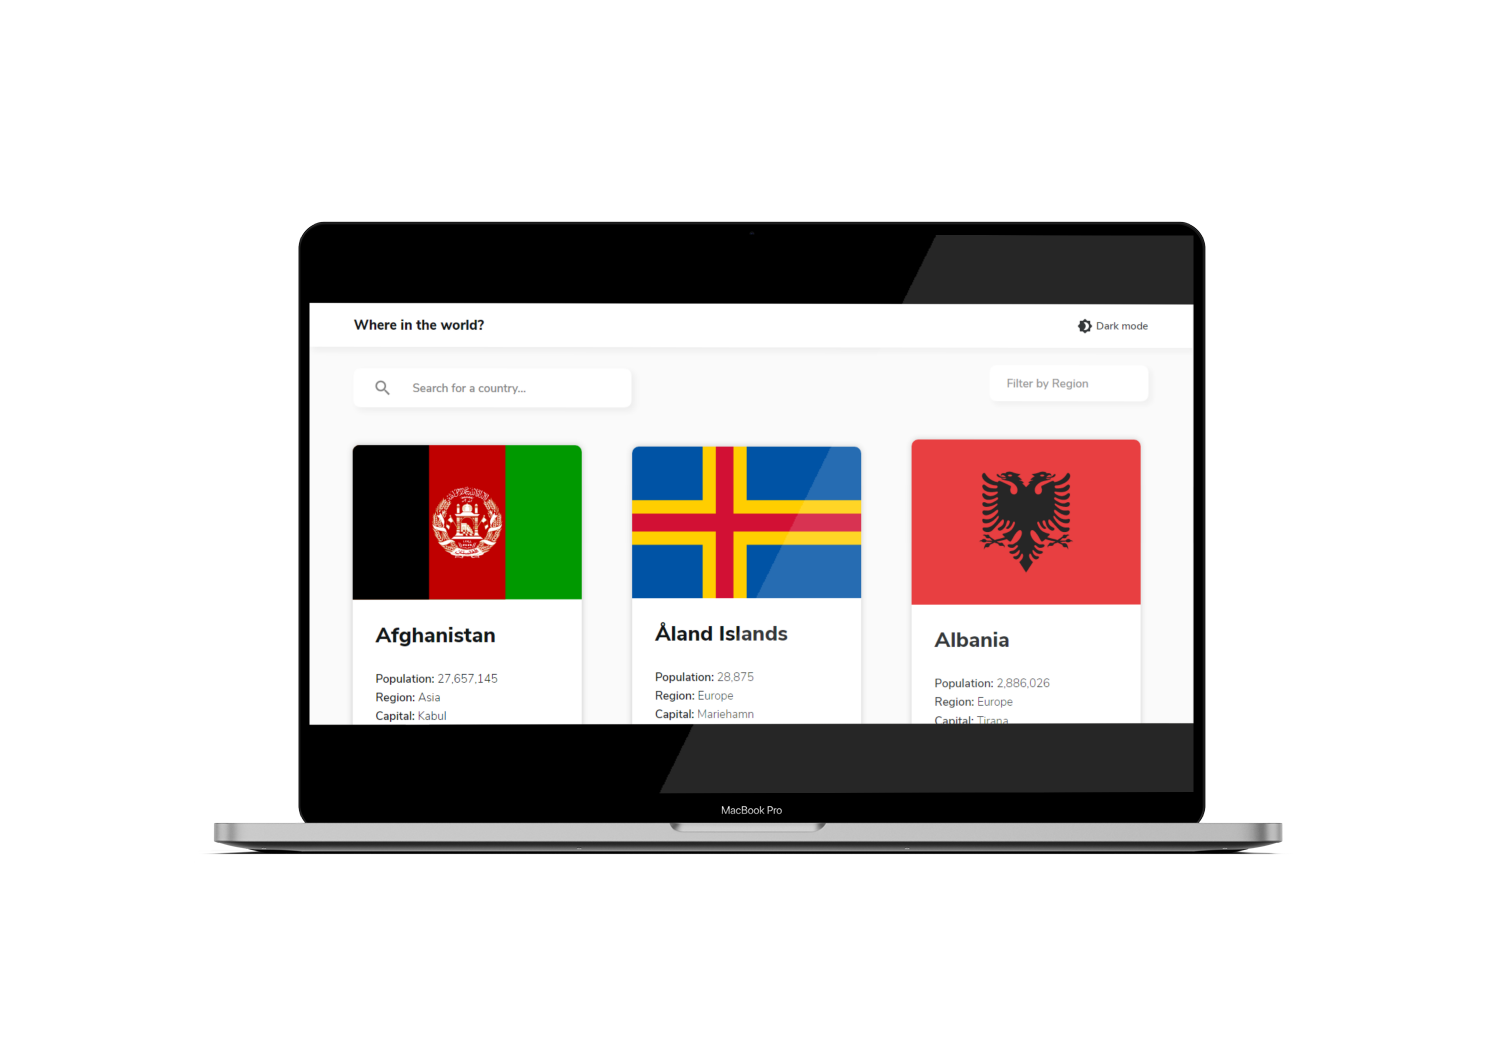 Where in the world?
Dark mode
Search for a country...
Filter by Region
Afghanistan
Population: 27,657,145
Region: Asia
Capital: Kabul
Åland Islands
Population: 28,875
Region: Europe
Capital: Mariehamn
Albania
Population: 2,886,026
Region: Europe
Capital: Tirana
MacBook Pro